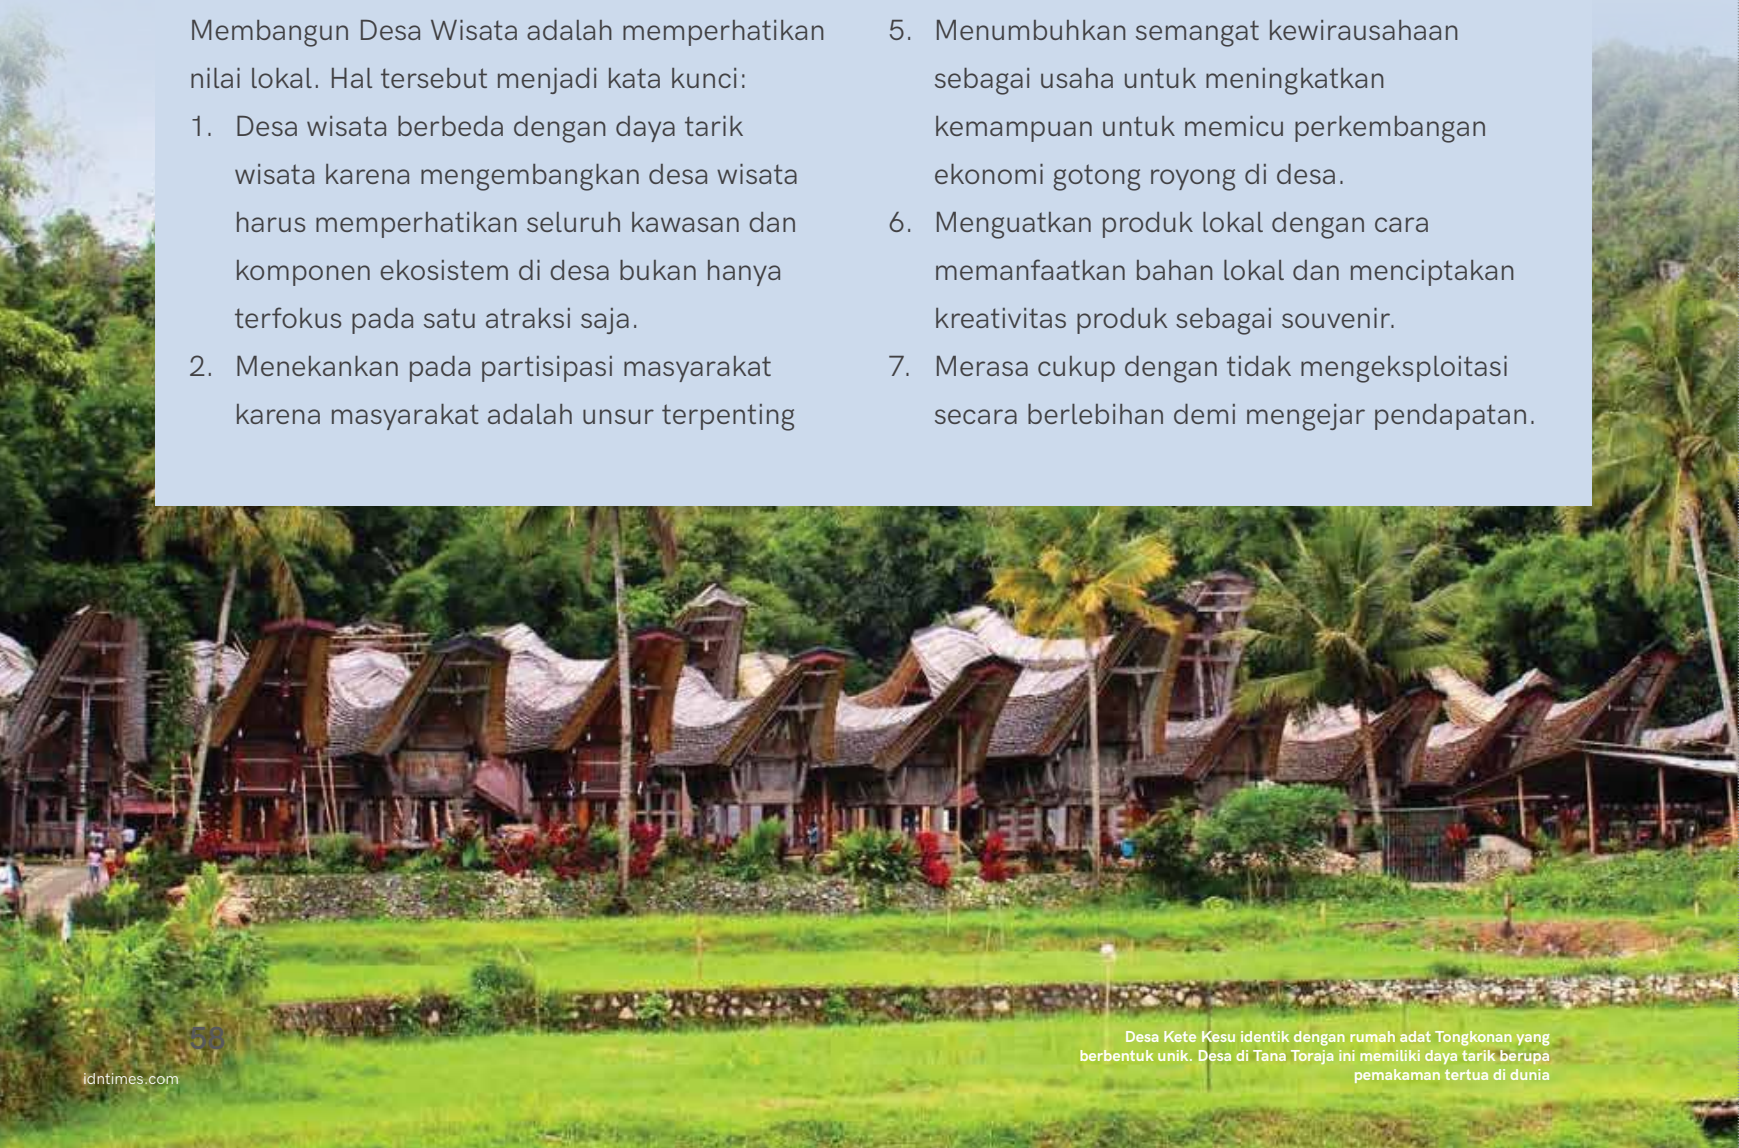 Membangun Desa Wisata adalah memperhatikan
nilai lokal. Hal tersebut menjadi kata kunci:
1. Desa wisata berbeda dengan daya tarik
wisata karena mengembangkan desa wisata
harus memperhatikan seluruh kawasan dan
komponen ekosistem di desa bukan hanya
terfokus pada satu atraksi saja.
2. Menekankan pada partisipasi masyarakat
karena masyarakat adalah unsur terpenting
5. Menumbuhkan semangat kewirausahaan
sebagai usaha untuk meningkatkan
kemampuan untuk memicu perkembangan
ekonomi gotong royong di desa.
6. Menguatkan produk lokal dengan cara
memanfaatkan bahan lokal dan menciptakan
kreativitas produk sebagai souvenir.
7. Merasa cukup dengan tidak mengeksploitasi
secara berlebihan demi mengejar pendapatan.
58
idntimes.com
Desa Kete Kesu identik dengan rumah adat Tongkonan yang
berbentuk unik. Desa di Tana Toraja ini memiliki daya tarik berupa
pemakaman tertua di dunia